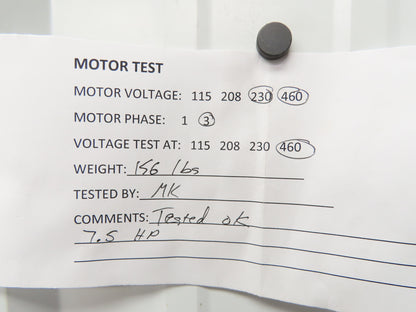 MOTOR TEST
MOTOR VOLTAGE: 115 208 230 460
MOTOR PHASE: 1 3
VOLTAGE TEST AT: 115 208 230 460
WEIGHT: 156 lbs
TESTED BY: MK
COMMENTS: Tested ok
7.5 HP